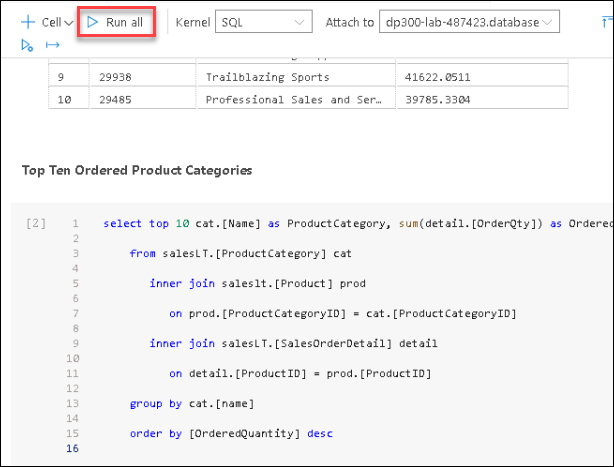 Cell Run all Kernel SQL Attach to dp300-lab-487423.database
9 29938 Trailblazing Sports 41622.0511
10 29485 Professional Sales and Ser... 39785.3304
Top Ten Ordered Product Categories
[2] 1 select top 10 cat.[Name] as ProductCategory, sum(detail.[OrderQty]) as Ordered
2
3 from salesLT.[ProductCategory] cat
4
5 inner join saleslt.[Product] prod
6
7 on prod.[ProductCategoryID] = cat.[ProductCategoryID]
8
9 inner join salesLT.[SalesOrderDetail] detail
10
11 on detail.[ProductID] = prod.[ProductID]
12
13 group by cat.[name]
14
15 order by [OrderedQuantity] desc
16